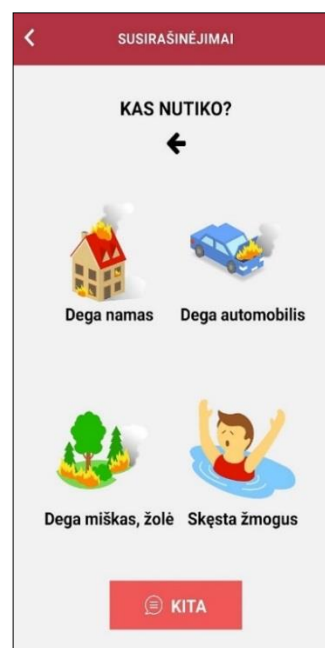 SUSIRAŠINĖJIMAI
KAS NUTIKO?
Dega namas
Dega automobilis
Dega miškas, žolė
Skęsta žmogus
KITA